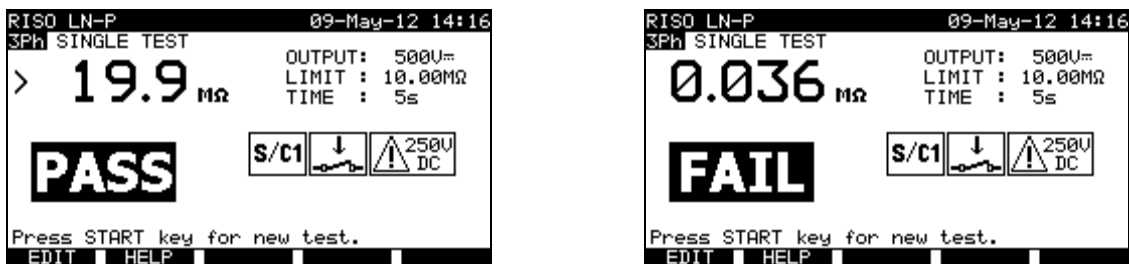 RISO LN-P 09-May-12 14:16
3Ph SINGLE TEST
> 19.9 MΩ
OUTPUT: 500V⎓
LIMIT : 10.00MΩ
TIME : 5s
PASS
S/C1
250V
DC
Press START key for new test.
EDIT HELP
RISO LN-P 09-May-12 14:16
3Ph SINGLE TEST
0.036 MΩ
OUTPUT: 500V⎓
LIMIT : 10.00MΩ
TIME : 5s
FAIL
S/C1
250V
DC
Press START key for new test.
EDIT HELP